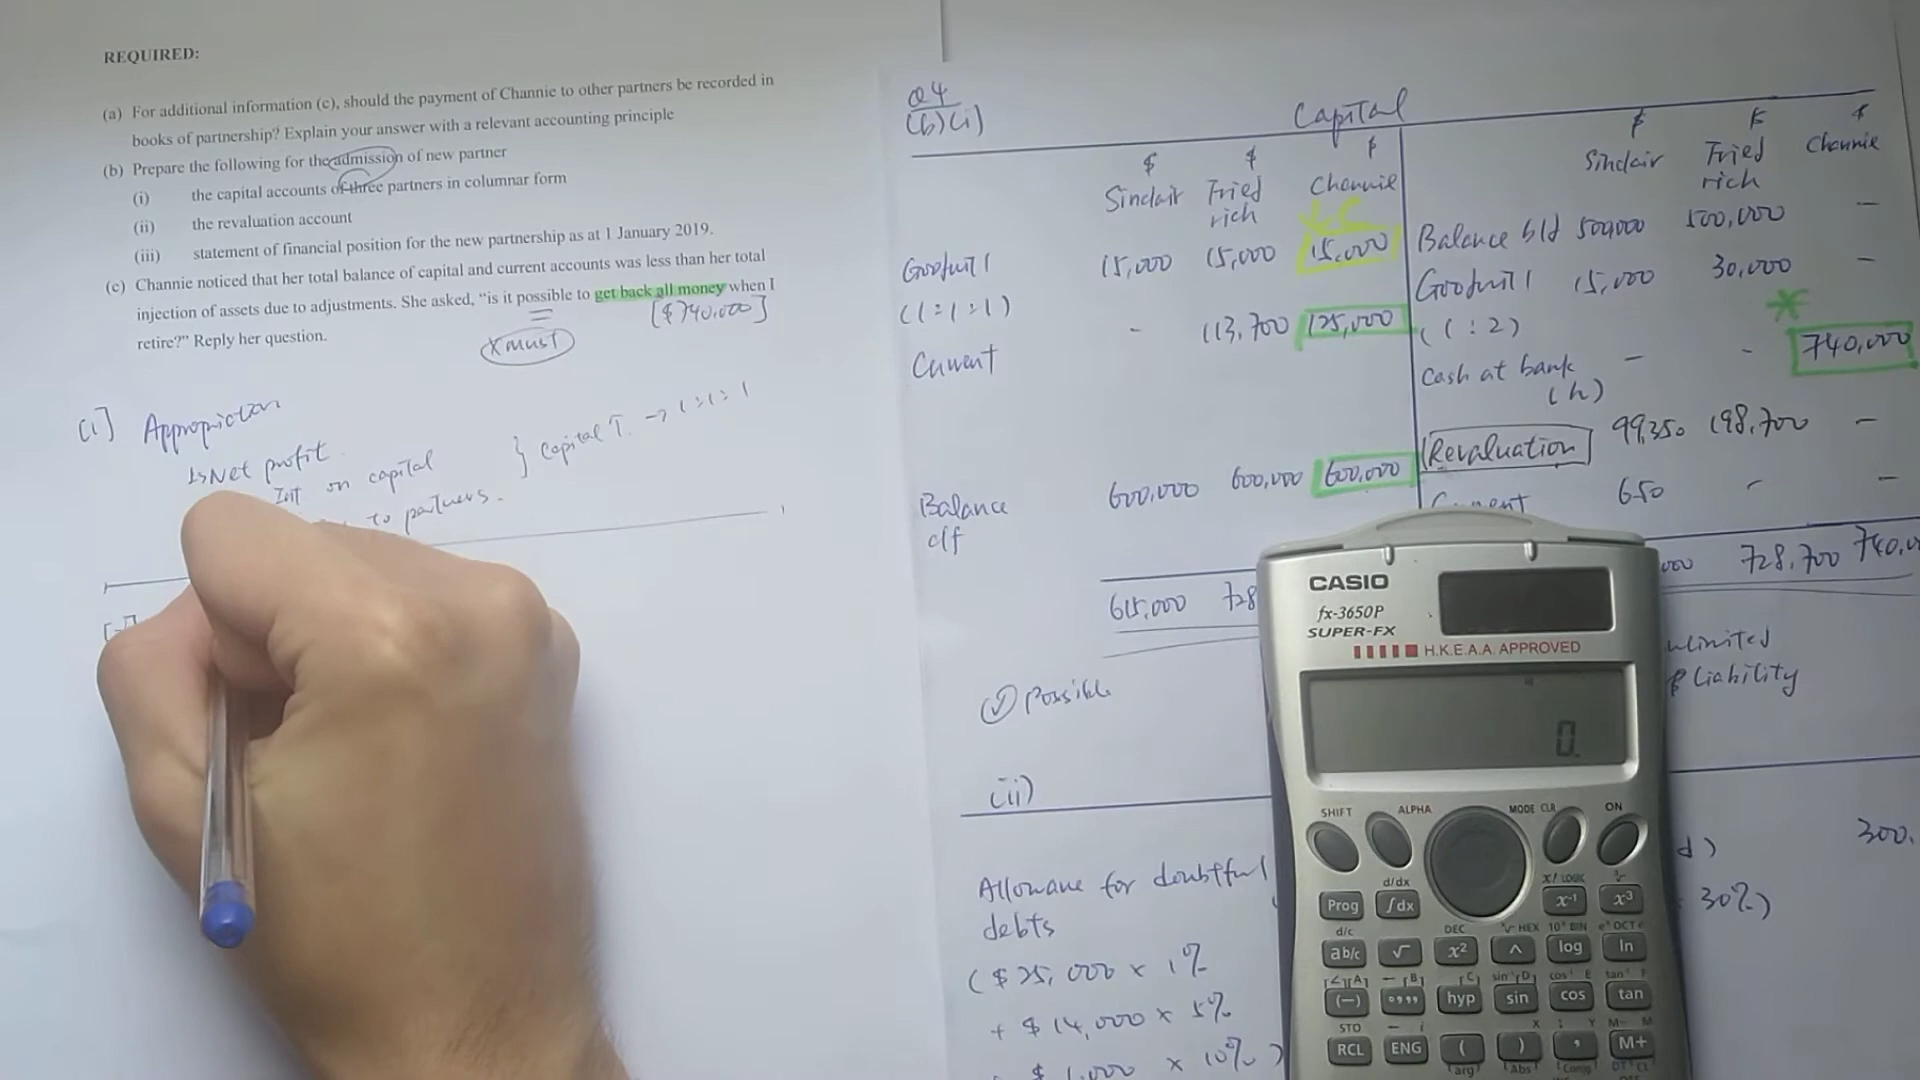 REQUIRED:
(a) For additional information (c), should the payment of Channie to other partners be recorded in
books of partnership? Explain your answer with a relevant accounting principle
(b) Prepare the following for the admission of new partner
(i) the capital accounts of three partners in columnar form
(ii) the revaluation account
(iii) statement of financial position for the new partnership as at 1 January 2019.
(c) Channie noticed that her total balance of capital and current accounts was less than her total
injection of assets due to adjustments. She asked, “is it possible to get back all money when I
retire?” Reply her question.
[$740,000]
x must
(1) Appropriation
Net profit
Int on capital
to partners.
} Capital T. → 1:1:1
Q4
(b)(i)
Capital
$ $ $ $ $ $
Sinclair Friedrich Channie Sinclair Friedrich Channie
Goodwill 15,000 15,000 15,000 Balance b/d 500,000 500,000 -
(1:1:1) Goodwill 15,000 30,000 -
(1:2)
Current - 113,700 125,000 Cash at bank - - 740,000
(h)
Revaluation 99,350 198,700 -
Balance c/f 600,000 600,000 600,000 650 - -
615,000 728 728,700
Possible
liability
(ii)
Allowance for doubtful
debts
($25,000 x 1%
+ $14,000 x 5%
$1,000 x 10%)
d) 300.
30%)
CASIO
fx-3650P
SUPER-FX
H.K.E.A.A. APPROVED
0.
SHIFT ALPHA MODE CLR ON
d/dx x! LOGIC
Prog ∫dx x-1 x3
d/c DEC HEX BIN OCT
ab/c √ x² ^ log ln
(-) hyp sin cos tan
STO
RCL ENG ( ) , M+